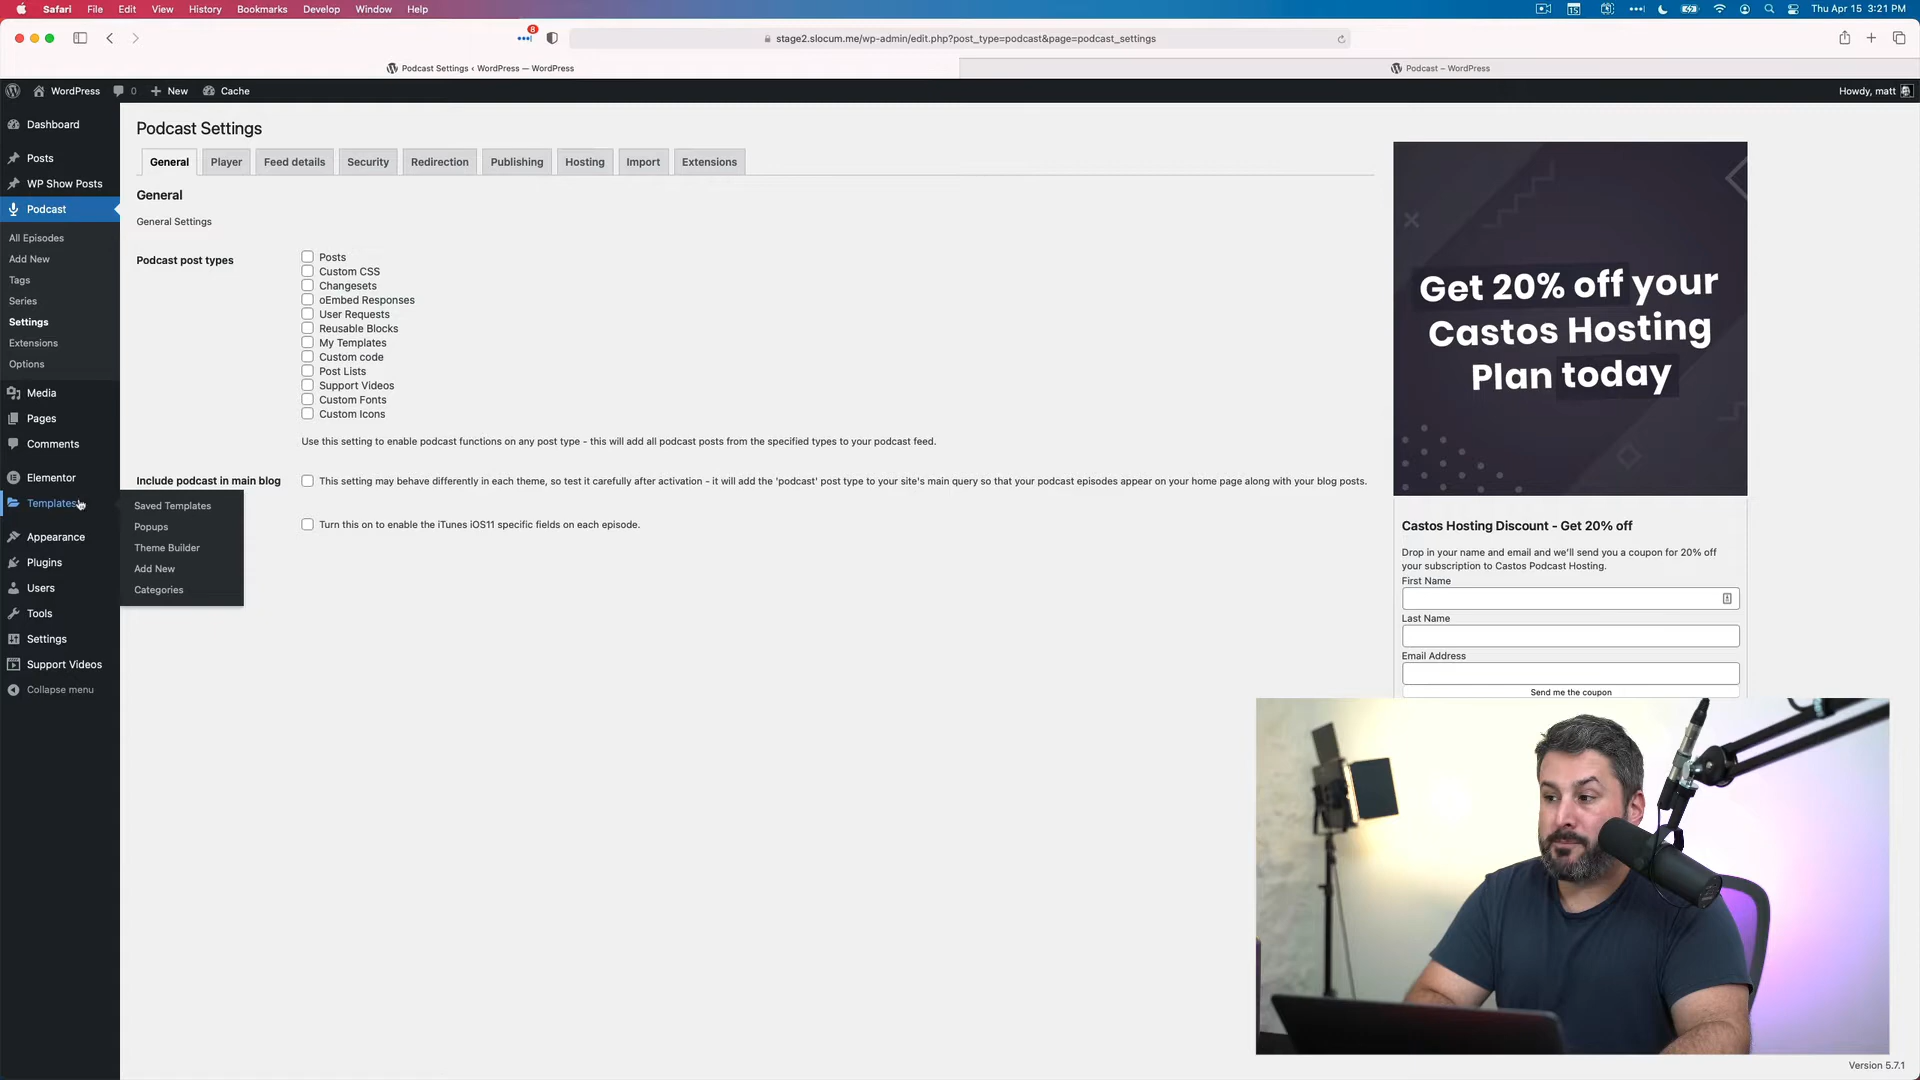 Safari File Edit View History Bookmarks Develop Window Help
15
Thu Apr 15 3:21 PM
8
stage2.slocum.me/wp-admin/edit.php?post_type=podcast&page=podcast_settings
Podcast Settings ‹ WordPress — WordPress
Podcast – WordPress
WordPress 0 New Cache
Howdy, matt
Dashboard
Posts
WP Show Posts
Podcast
All Episodes
Add New
Tags
Series
Settings
Extensions
Options
Media
Pages
Comments
Elementor
Templates
Appearance
Plugins
Users
Tools
Settings
Support Videos
Collapse menu
Saved Templates
Popups
Theme Builder
Add New
Categories
Podcast Settings
General Player Feed details Security Redirection Publishing Hosting Import Extensions
General
General Settings
Podcast post types
Posts
Custom CSS
Changesets
oEmbed Responses
User Requests
Reusable Blocks
My Templates
Custom code
Post Lists
Support Videos
Custom Fonts
Custom Icons
Use this setting to enable podcast functions on any post type - this will add all podcast posts from the specified types to your podcast feed.
Include podcast in main blog
This setting may behave differently in each theme, so test it carefully after activation - it will add the 'podcast' post type to your site's main query so that your podcast episodes appear on your home page along with your blog posts.
Turn this on to enable the iTunes iOS11 specific fields on each episode.
Get 20% off your
Castos Hosting
Plan today
Castos Hosting Discount - Get 20% off
Drop in your name and email and we'll send you a coupon for 20% off
your subscription to Castos Podcast Hosting.
First Name
Last Name
Email Address
Send me the coupon
Version 5.7.1